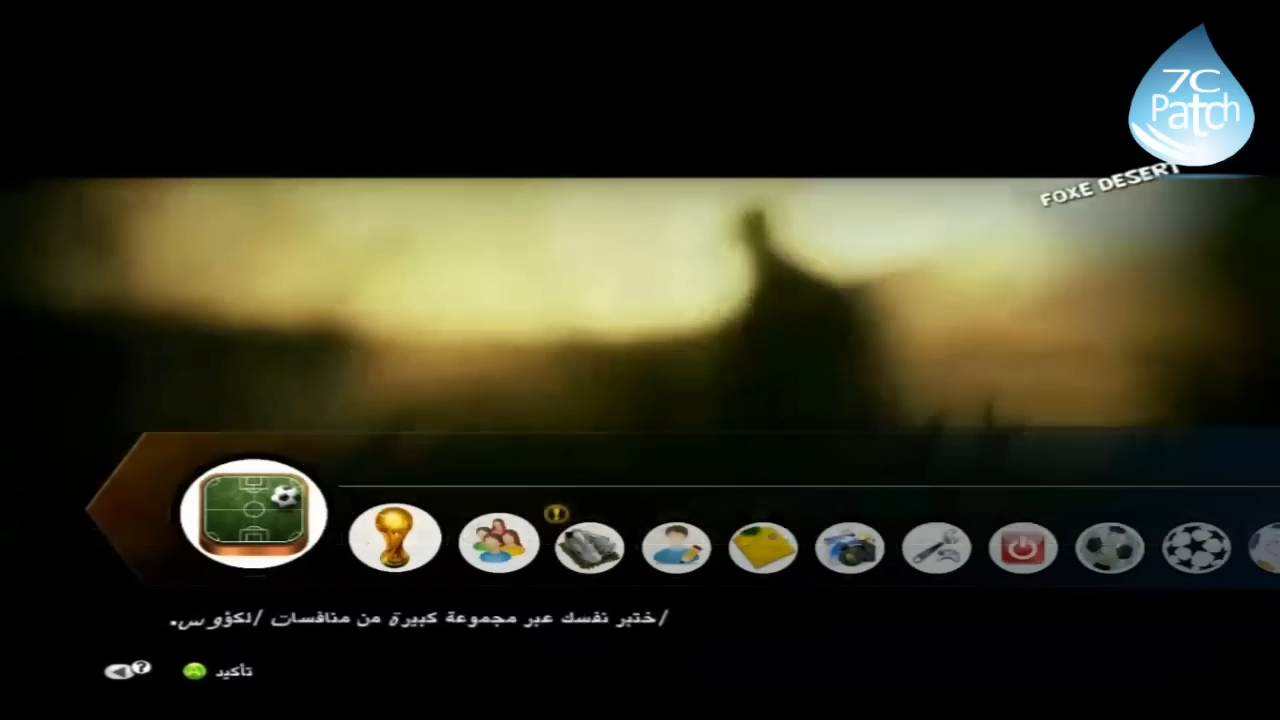 7C
Patch
FOXE DESERT
/ختبر نفسك عبر مجموعة كبيرة من منافسات /لكؤوس.
تأكيد